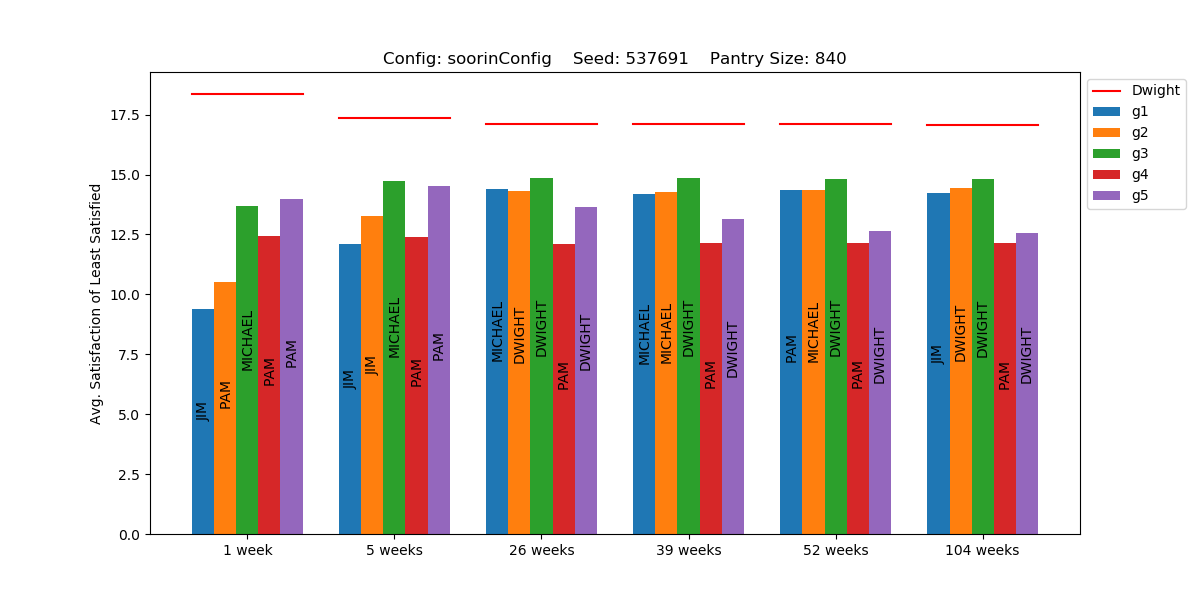 Config: soorinConfig    Seed: 537691    Pantry Size: 840
Avg. Satisfaction of Least Satisfied
17.5
15.0
12.5
10.0
7.5
5.0
2.5
0.0
JIM
PAM
MICHAEL
PAM
PAM
JIM
JIM
MICHAEL
PAM
PAM
MICHAEL
DWIGHT
DWIGHT
PAM
DWIGHT
MICHAEL
MICHAEL
DWIGHT
PAM
DWIGHT
PAM
MICHAEL
DWIGHT
PAM
DWIGHT
JIM
DWIGHT
DWIGHT
PAM
DWIGHT
1 week
5 weeks
26 weeks
39 weeks
52 weeks
104 weeks
Dwight
g1
g2
g3
g4
g5